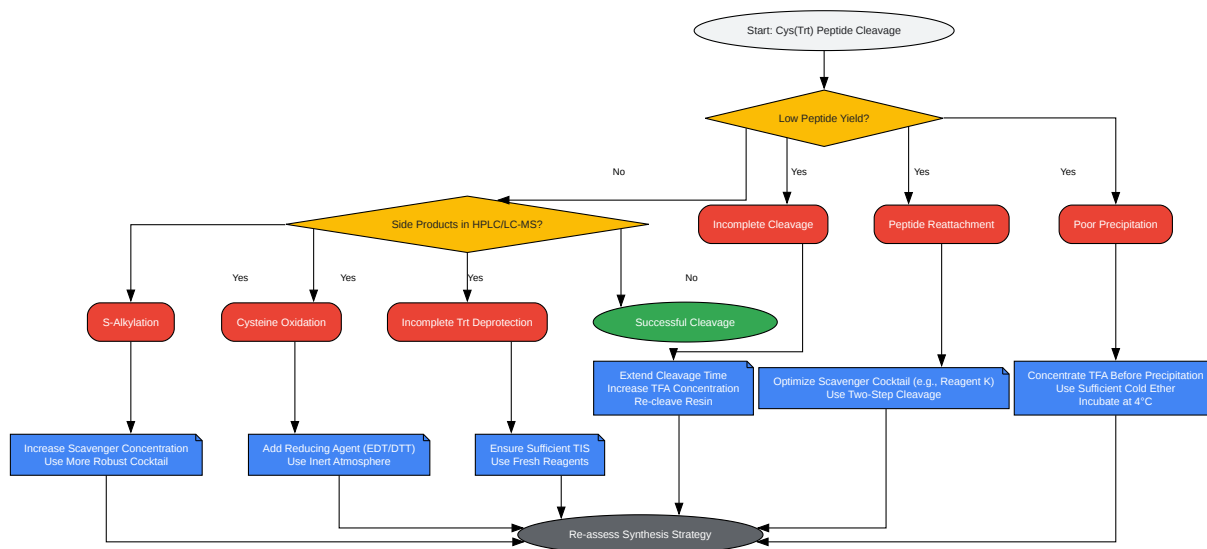 Start: Cys(Trt) Peptide Cleavage
Low Peptide Yield?
No
Yes
Yes
Yes
Side Products in HPLC/LC-MS?
Incomplete Cleavage
Peptide Reattachment
Poor Precipitation
Yes
Yes
Yes
No
S-Alkylation
Cysteine Oxidation
Incomplete Trt Deprotection
Successful Cleavage
Extend Cleavage Time
Increase TFA Concentration
Re-cleave Resin
Optimize Scavenger Cocktail (e.g., Reagent K)
Use Two-Step Cleavage
Concentrate TFA Before Precipitation
Use Sufficient Cold Ether
Incubate at 4°C
Increase Scavenger Concentration
Use More Robust Cocktail
Add Reducing Agent (EDT/DTT)
Use Inert Atmosphere
Ensure Sufficient TIS
Use Fresh Reagents
Re-assess Synthesis Strategy